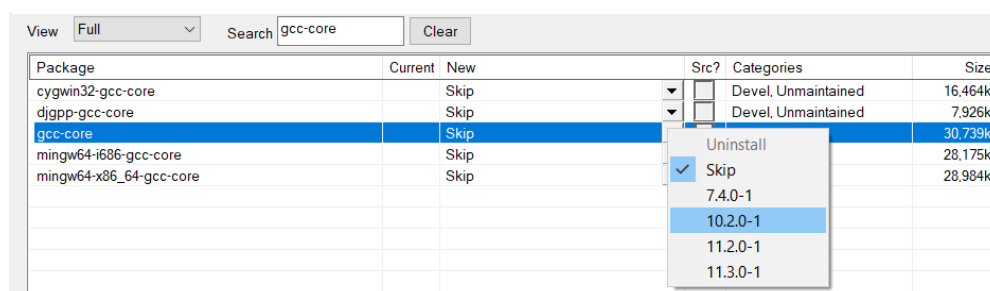 View Full Search gcc-core Clear
Package Current New Src? Categories Size
cygwin32-gcc-core Skip Devel, Unmaintained 16,464k
djgpp-gcc-core Skip Devel, Unmaintained 7,926k
gcc-core Skip 30,739k
mingw64-i686-gcc-core Skip 28,175k
mingw64-x86_64-gcc-core Skip 28,984k
Uninstall
Skip
7.4.0-1
10.2.0-1
11.2.0-1
11.3.0-1